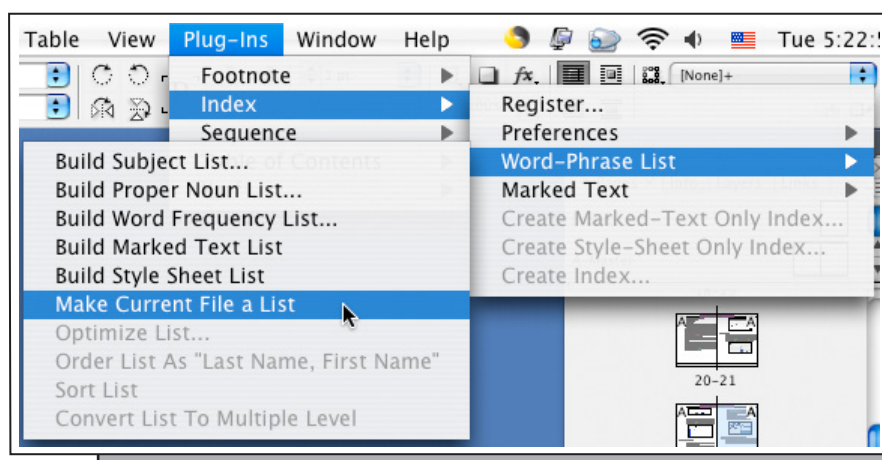 Table View Plug-Ins Window Help Tue 5:22:
Footnote
fx. [None]+
Index
Sequence
of Contents
Register...
Preferences
Word-Phrase List
Marked Text
Create Marked-Text Only Index...
Create Style-Sheet Only Index...
Create Index...
Build Subject List...
Build Proper Noun List...
Build Word Frequency List...
Build Marked Text List
Build Style Sheet List
Make Current File a List
Optimize List...
Order List As "Last Name, First Name"
Sort List
Convert List To Multiple Level
A A
20-21
A A